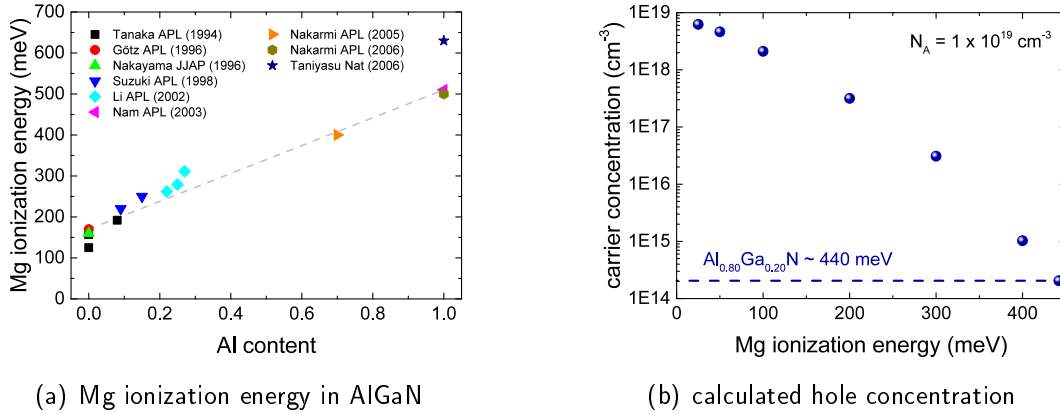 700
600
500
400
300
200
100
0
Mg ionization energy (meV)
Tanaka APL (1994)
Götz APL (1996)
Nakayama JJAP (1996)
Suzuki APL (1998)
Li APL (2002)
Nam APL (2003)
Nakarmi APL (2005)
Nakarmi APL (2006)
Taniyasu Nat (2006)
0.0 0.2 0.4 0.6 0.8 1.0
Al content
(a) Mg ionization energy in AlGaN
1E19
1E18
1E17
1E16
1E15
1E14
carrier concentration (cm⁻³)
N_A = 1 x 10¹⁹ cm⁻³
Al₀.₈₀Ga₀.₂₀N ~ 440 meV
0 100 200 300 400
Mg ionization energy (meV)
(b) calculated hole concentration